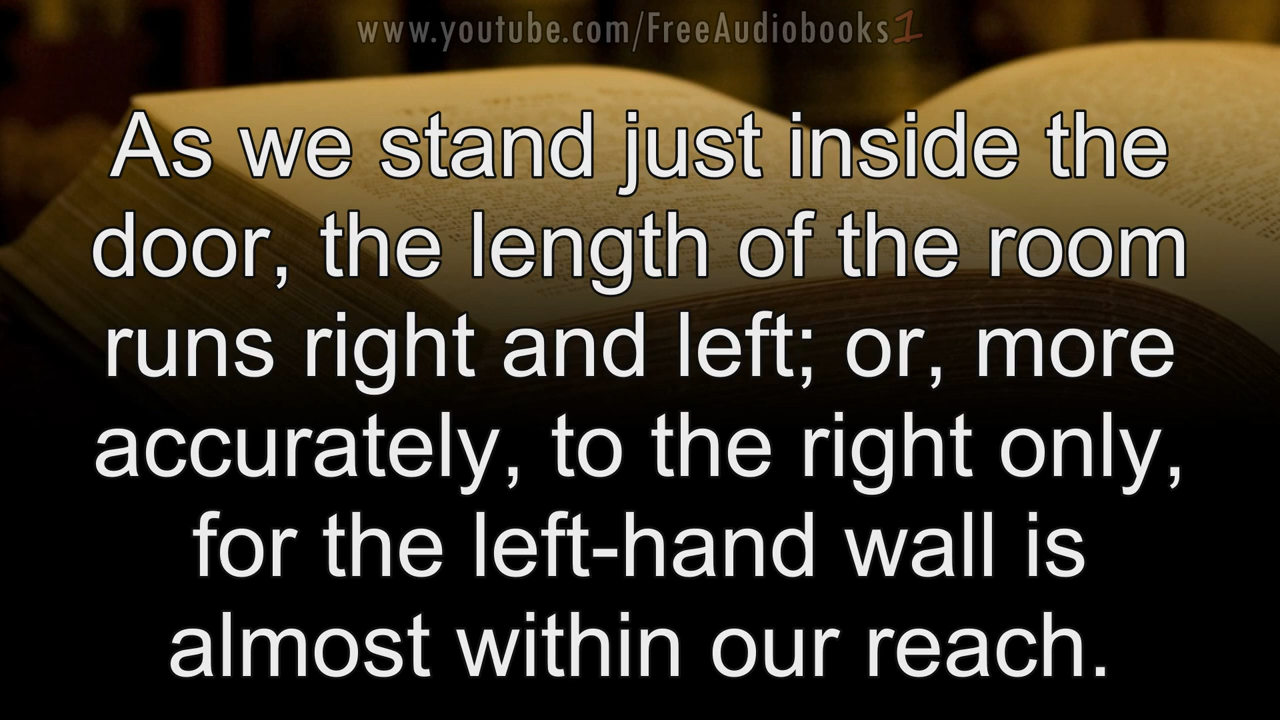 www.youtube.com/FreeAudiobooks1
As we stand just inside the
door, the length of the room
runs right and left; or, more
accurately, to the right only,
for the left-hand wall is
almost within our reach.